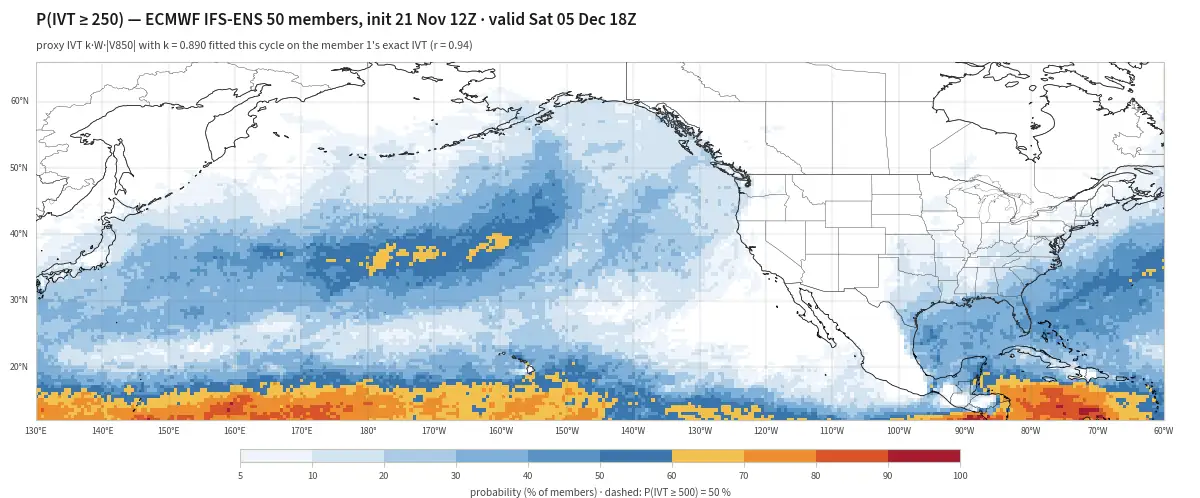 P(IVT ≥ 250) — ECMWF IFS-ENS 50 members, init 21 Nov 12Z · valid Sat 05 Dec 18Z
proxy IVT k·W·|V850| with k = 0.890 fitted this cycle on the member 1's exact IVT (r = 0.94)
60°N
50°N
40°N
30°N
20°N
130°E 140°E 150°E 160°E 170°E 180° 170°W 160°W 150°W 140°W 130°W 120°W 110°W 100°W 90°W 80°W 70°W 60°W
5 10 20 30 40 50 60 70 80 90 100
probability (% of members) · dashed: P(IVT ≥ 500) = 50 %